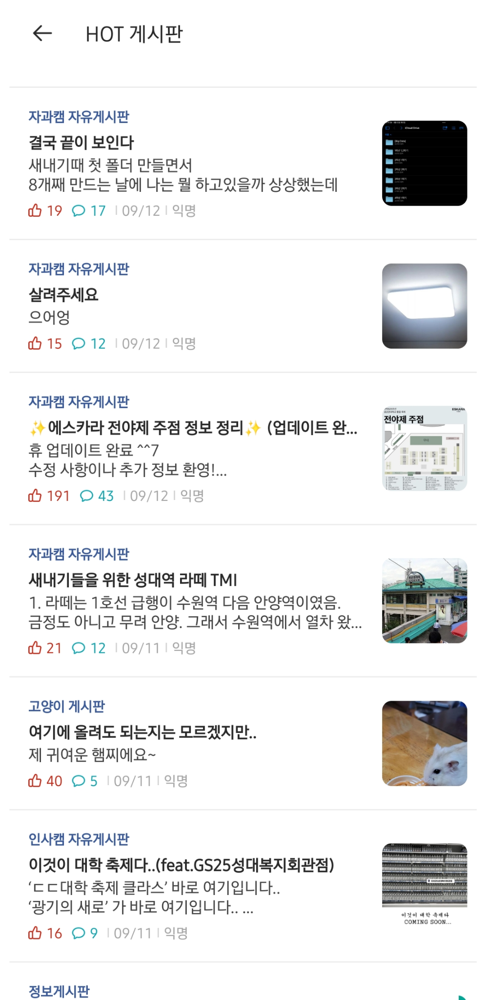 HOT 게시판
자과캠 자유게시판
결국 끝이 보인다
새내기때 첫 폴더 만들면서
8개째 만드는 날에 나는 뭘 하고있을까 상상했는데
19 17 09/12 익명
iCloud Drive
자과캠 자유게시판
살려주세요
으어엉
15 12 09/12 익명
자과캠 자유게시판
✨에스카라 전야제 주점 정보 정리✨ (업데이트 완...
휴 업데이트 완료 ^^7
수정 사항이나 추가 정보 환영!...
191 43 09/12 익명
ESKARA
전야제 주점
자과캠 자유게시판
새내기들을 위한 성대역 라떼 TMI
1. 라떼는 1호선 급행이 수원역 다음 안양역이였음.
금정도 아니고 무려 안양. 그래서 수원역에서 열차 왔...
21 12 09/11 익명
고양이 게시판
여기에 올려도 되는지는 모르겠지만..
제 귀여운 햄찌에요~
40 5 09/11 익명
인사캠 자유게시판
이것이 대학 축제다..(feat.GS25성대복지회관점)
‘ㄷㄷ대학 축제 클라스’ 바로 여기입니다..
‘광기의 새로’ 가 바로 여기입니다.. ...
16 9 09/11 익명
GS25성대복지회관점
이것이 대학 축제다
COMING SOON...
정보게시판